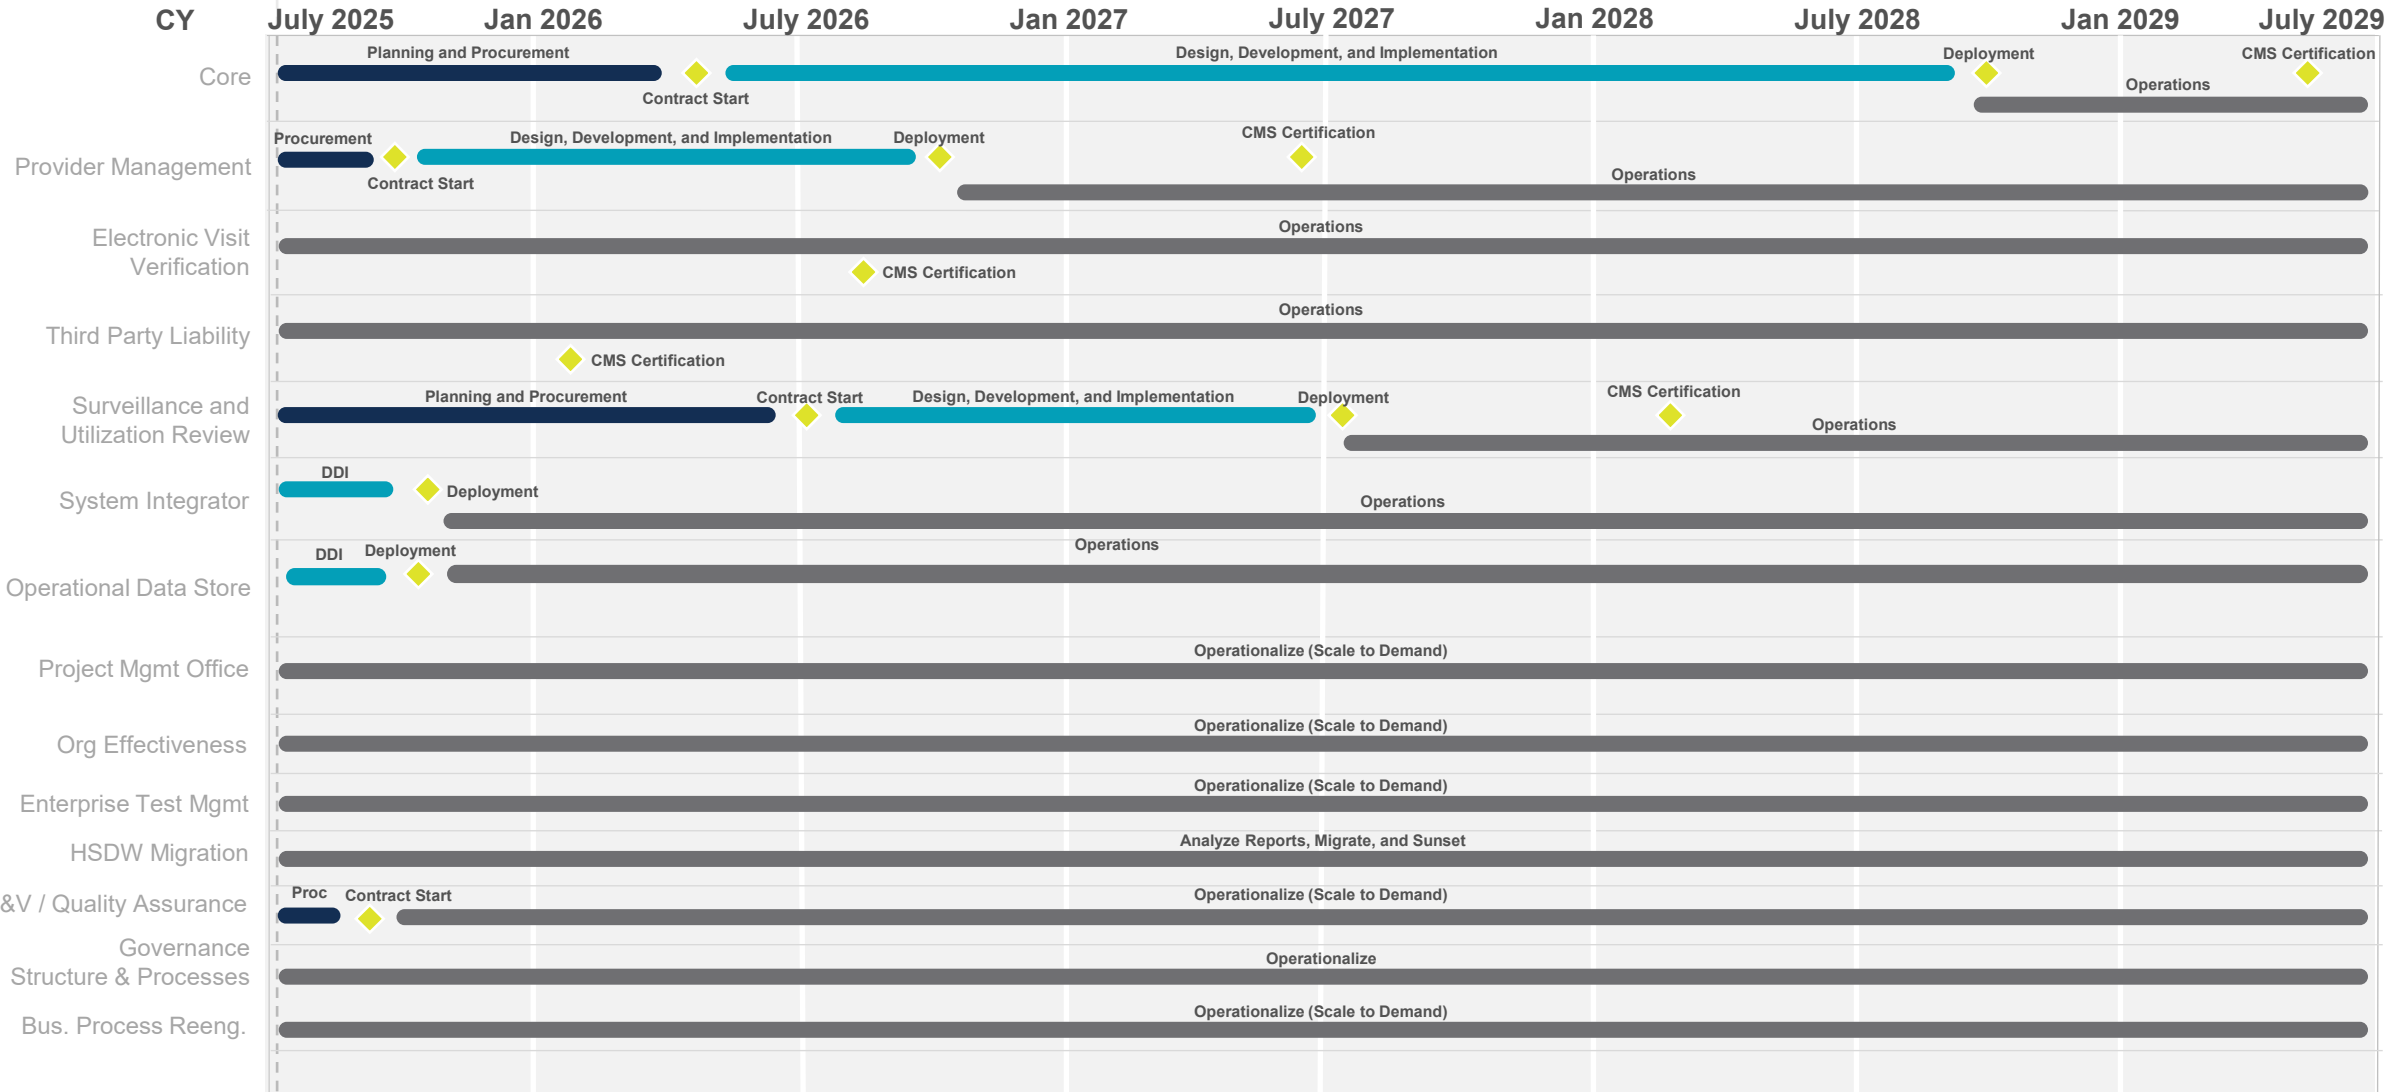 CY
July 2025
Jan 2026
July 2026
Jan 2027
July 2027
Jan 2028
July 2028
Jan 2029
July 2029
Core
Planning and Procurement
Contract Start
Design, Development, and Implementation
Deployment
CMS Certification
Operations
Provider Management
Procurement
Contract Start
Design, Development, and Implementation
Deployment
CMS Certification
Operations
Electronic Visit
Verification
Operations
CMS Certification
Third Party Liability
Operations
CMS Certification
Surveillance and
Utilization Review
Planning and Procurement
Contract Start
Design, Development, and Implementation
Deployment
CMS Certification
Operations
System Integrator
DDI
Deployment
Operations
Operational Data Store
DDI
Deployment
Operations
Project Mgmt Office
Operationalize (Scale to Demand)
Org Effectiveness
Operationalize (Scale to Demand)
Enterprise Test Mgmt
Operationalize (Scale to Demand)
HSDW Migration
Analyze Reports, Migrate, and Sunset
&V / Quality Assurance
Proc
Contract Start
Operationalize (Scale to Demand)
Governance
Structure & Processes
Operationalize
Bus. Process Reeng.
Operationalize (Scale to Demand)